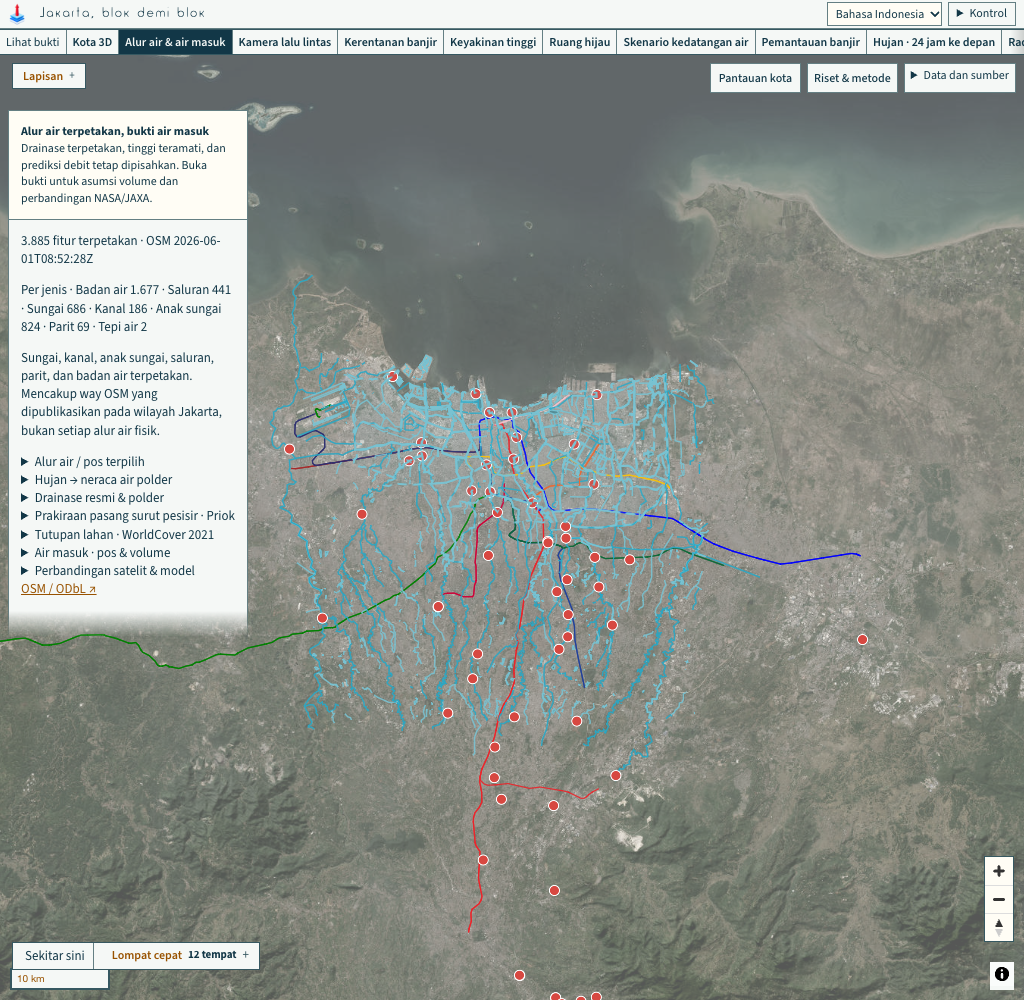 Jakarta, blok demi blok
Bahasa Indonesia
Kontrol
Lihat bukti
Kota 3D
Alur air & air masuk
Kamera lalu lintas
Kerentanan banjir
Keyakinan tinggi
Ruang hijau
Skenario kedatangan air
Pemantauan banjir
Hujan · 24 jam ke depan
Lapisan +
Pantauan kota
Riset & metode
Data dan sumber
Alur air terpetakan, bukti air masuk
Drainase terpetakan, tinggi teramati, dan
prediksi debit tetap dipisahkan. Buka
bukti untuk asumsi volume dan
perbandingan NASA/JAXA.
3.885 fitur terpetakan · OSM 2026-06-
01T08:52:28Z
Per jenis · Badan air 1.677 · Saluran 441
· Sungai 686 · Kanal 186 · Anak sungai
824 · Parit 69 · Tepi air 2
Sungai, kanal, anak sungai, saluran,
parit, dan badan air terpetakan.
Mencakup way OSM yang
dipublikasikan pada wilayah Jakarta,
bukan setiap alur air fisik.
Alur air / pos terpilih
Hujan → neraca air polder
Drainase resmi & polder
Prakiraan pasang surut pesisir · Priok
Tutupan lahan · WorldCover 2021
Air masuk · pos & volume
Perbandingan satelit & model
OSM / ODbL ↗
Sekitar sini
Lompat cepat 12 tempat +
10 km